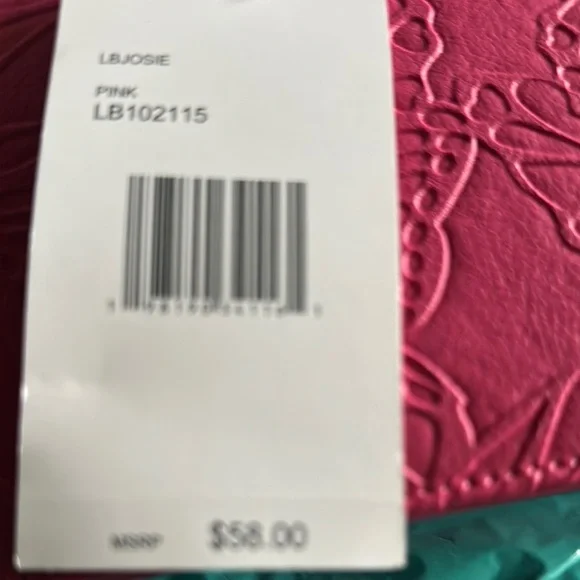 LBJOSIE
PINK
LB102115
MSRP $58.00